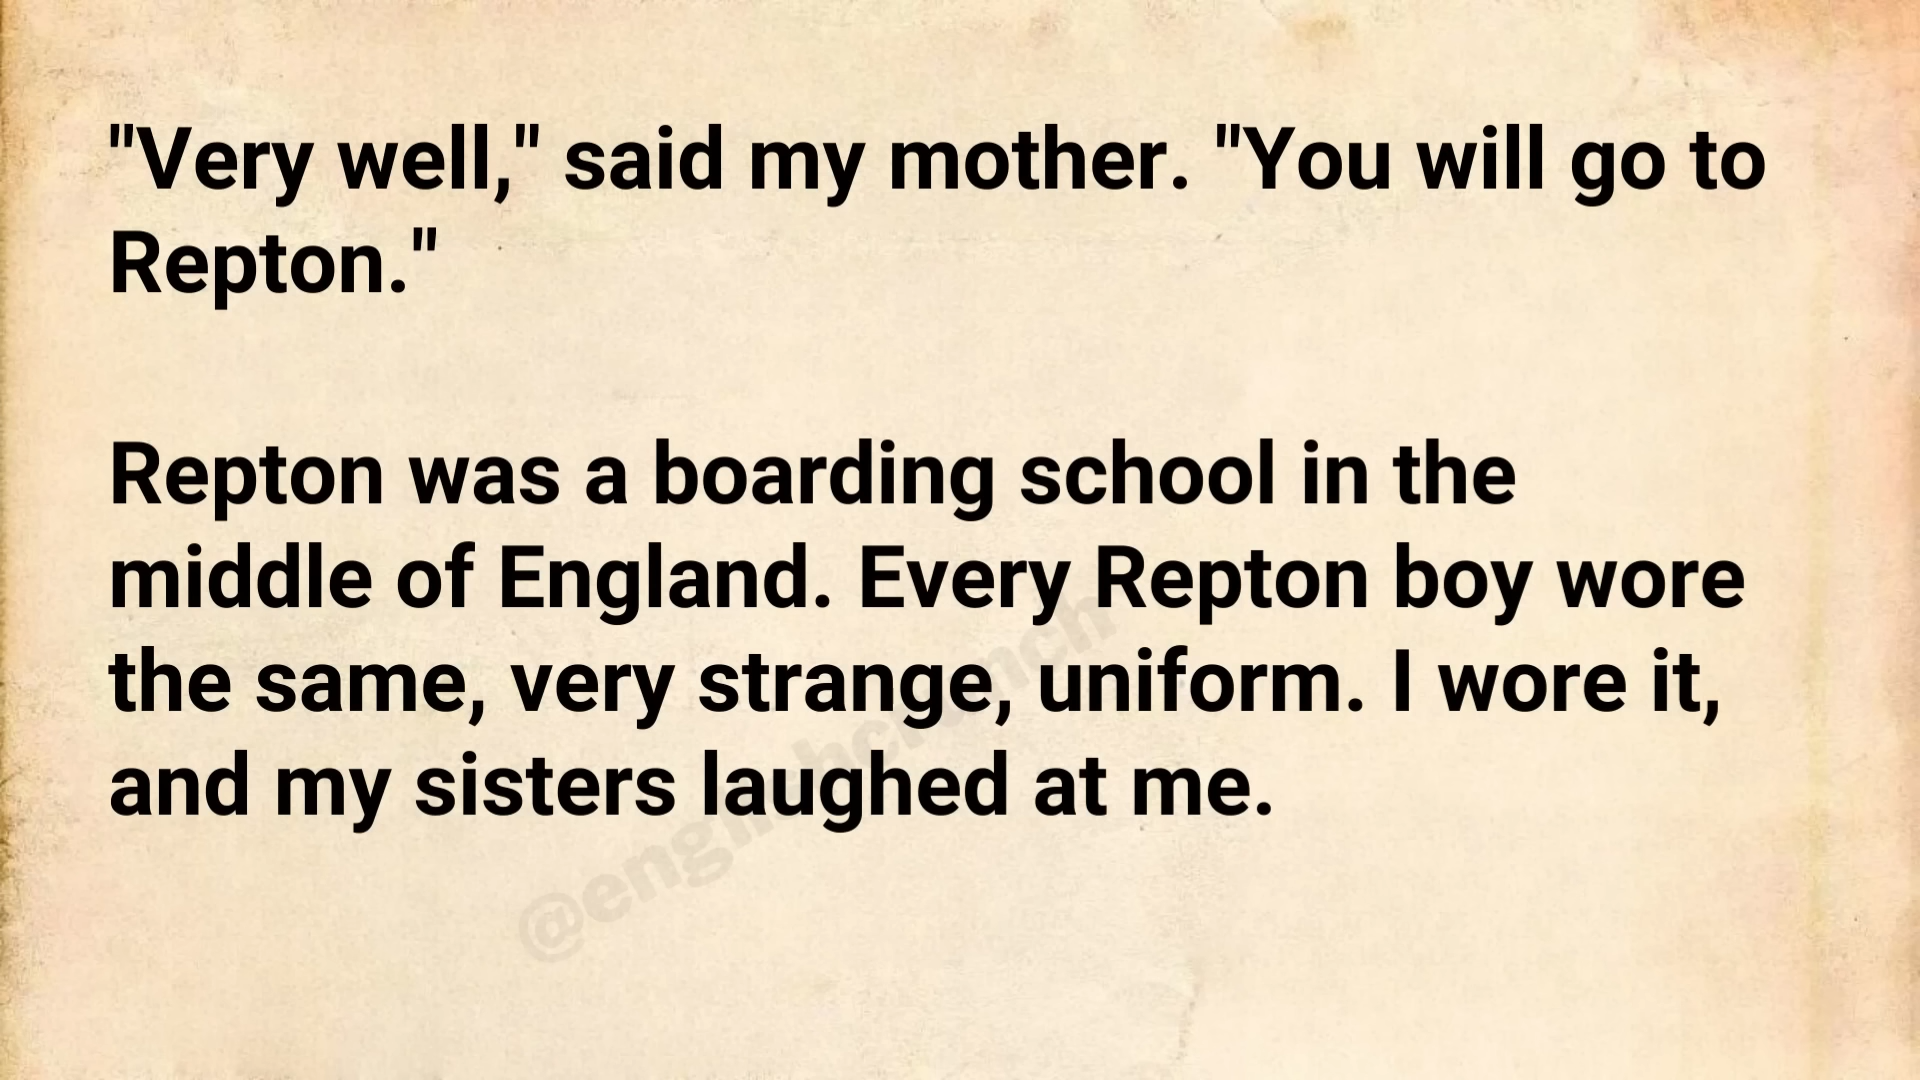 "Very well," said my mother. "You will go to
Repton."
Repton was a boarding school in the
middle of England. Every Repton boy wore
the same, very strange, uniform. I wore it,
and my sisters laughed at me.